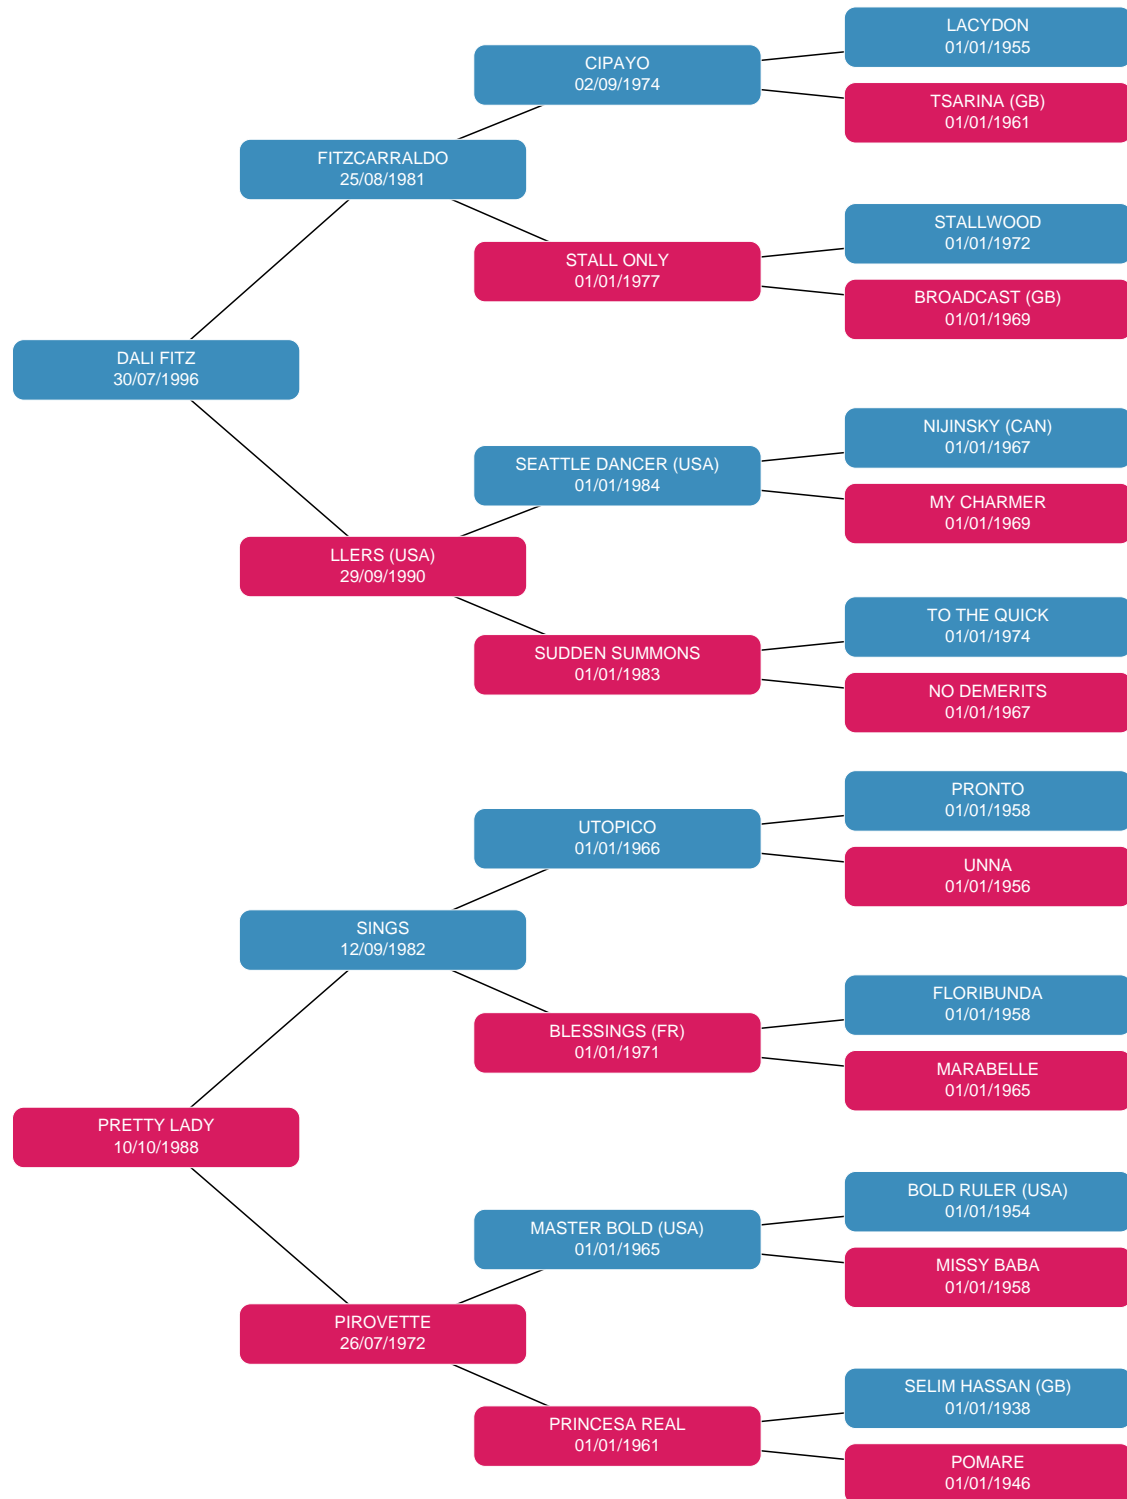 LACYDON
01/01/1955
CIPAYO
02/09/1974
TSARINA (GB)
01/01/1961
FITZCARRALDO
25/08/1981
STALLWOOD
01/01/1972
STALL ONLY
01/01/1977
BROADCAST (GB)
01/01/1969
DALI FITZ
30/07/1996
NIJINSKY (CAN)
01/01/1967
SEATTLE DANCER (USA)
01/01/1984
MY CHARMER
01/01/1969
LLERS (USA)
29/09/1990
TO THE QUICK
01/01/1974
SUDDEN SUMMONS
01/01/1983
NO DEMERITS
01/01/1967
PRONTO
01/01/1958
UTOPICO
01/01/1966
UNNA
01/01/1956
SINGS
12/09/1982
FLORIBUNDA
01/01/1958
BLESSINGS (FR)
01/01/1971
MARABELLE
01/01/1965
PRETTY LADY
10/10/1988
BOLD RULER (USA)
01/01/1954
MASTER BOLD (USA)
01/01/1965
MISSY BABA
01/01/1958
PIROVETTE
26/07/1972
SELIM HASSAN (GB)
01/01/1938
PRINCESA REAL
01/01/1961
POMARE
01/01/1946